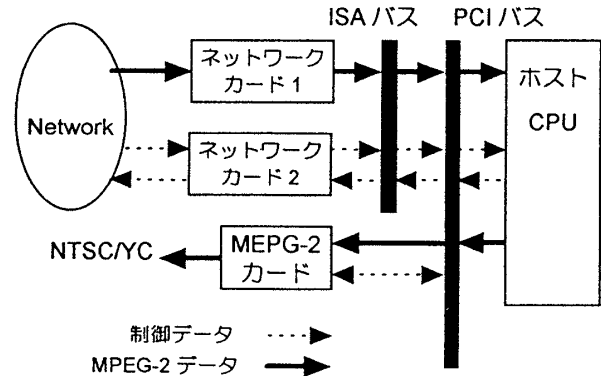 ISA バス
PCI バス
ネットワーク
カード 1
ホスト
CPU
Network
ネットワーク
カード 2
MEPG-2
カード
NTSC/YC
制御データ
MPEG-2 データ